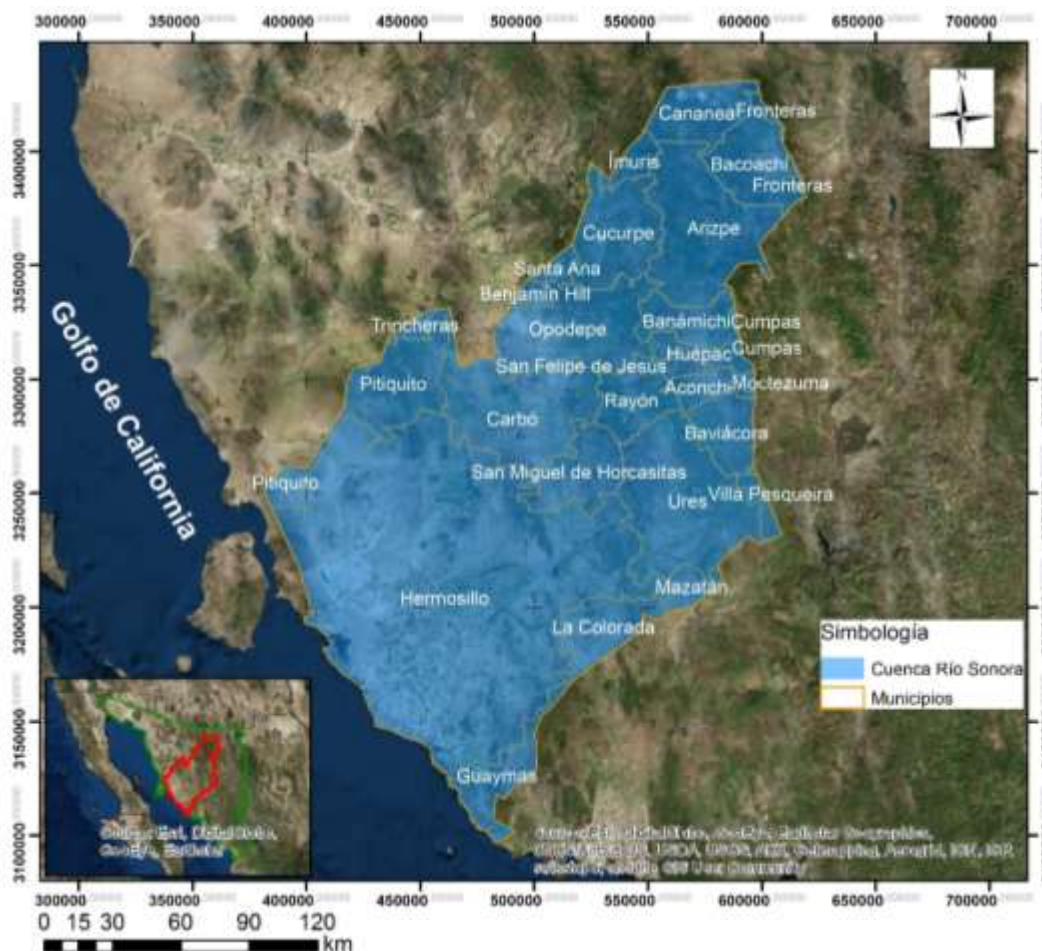 300000 350000 400000 450000 500000 550000 600000 650000 700000
N
3400000
3350000
3300000
3250000
3200000
3150000
3100000
Cananea Fronteras
Ímuris
Bacoachi
Fronteras
Cucurpe
Arizpe
Santa Ana
Benjamín Hill
Trincheras
Opodepe
Banámichi Cumpas
San Felipe de Jesús
Huépac
Cumpas
Pitiquito
Rayón
Aconchi
Moctezuma
Carbó
Baviácora
Pitiquito
San Miguel de Horcasitas
Ures
Villa Pesqueira
Hermosillo
Mazatán
La Colorada
Guaymas
Golfo de California
Simbología
Cuenca Río Sonora
Municipios
300000 350000 400000 450000 500000 550000 600000 650000 700000
0 15 30 60 90 120
km